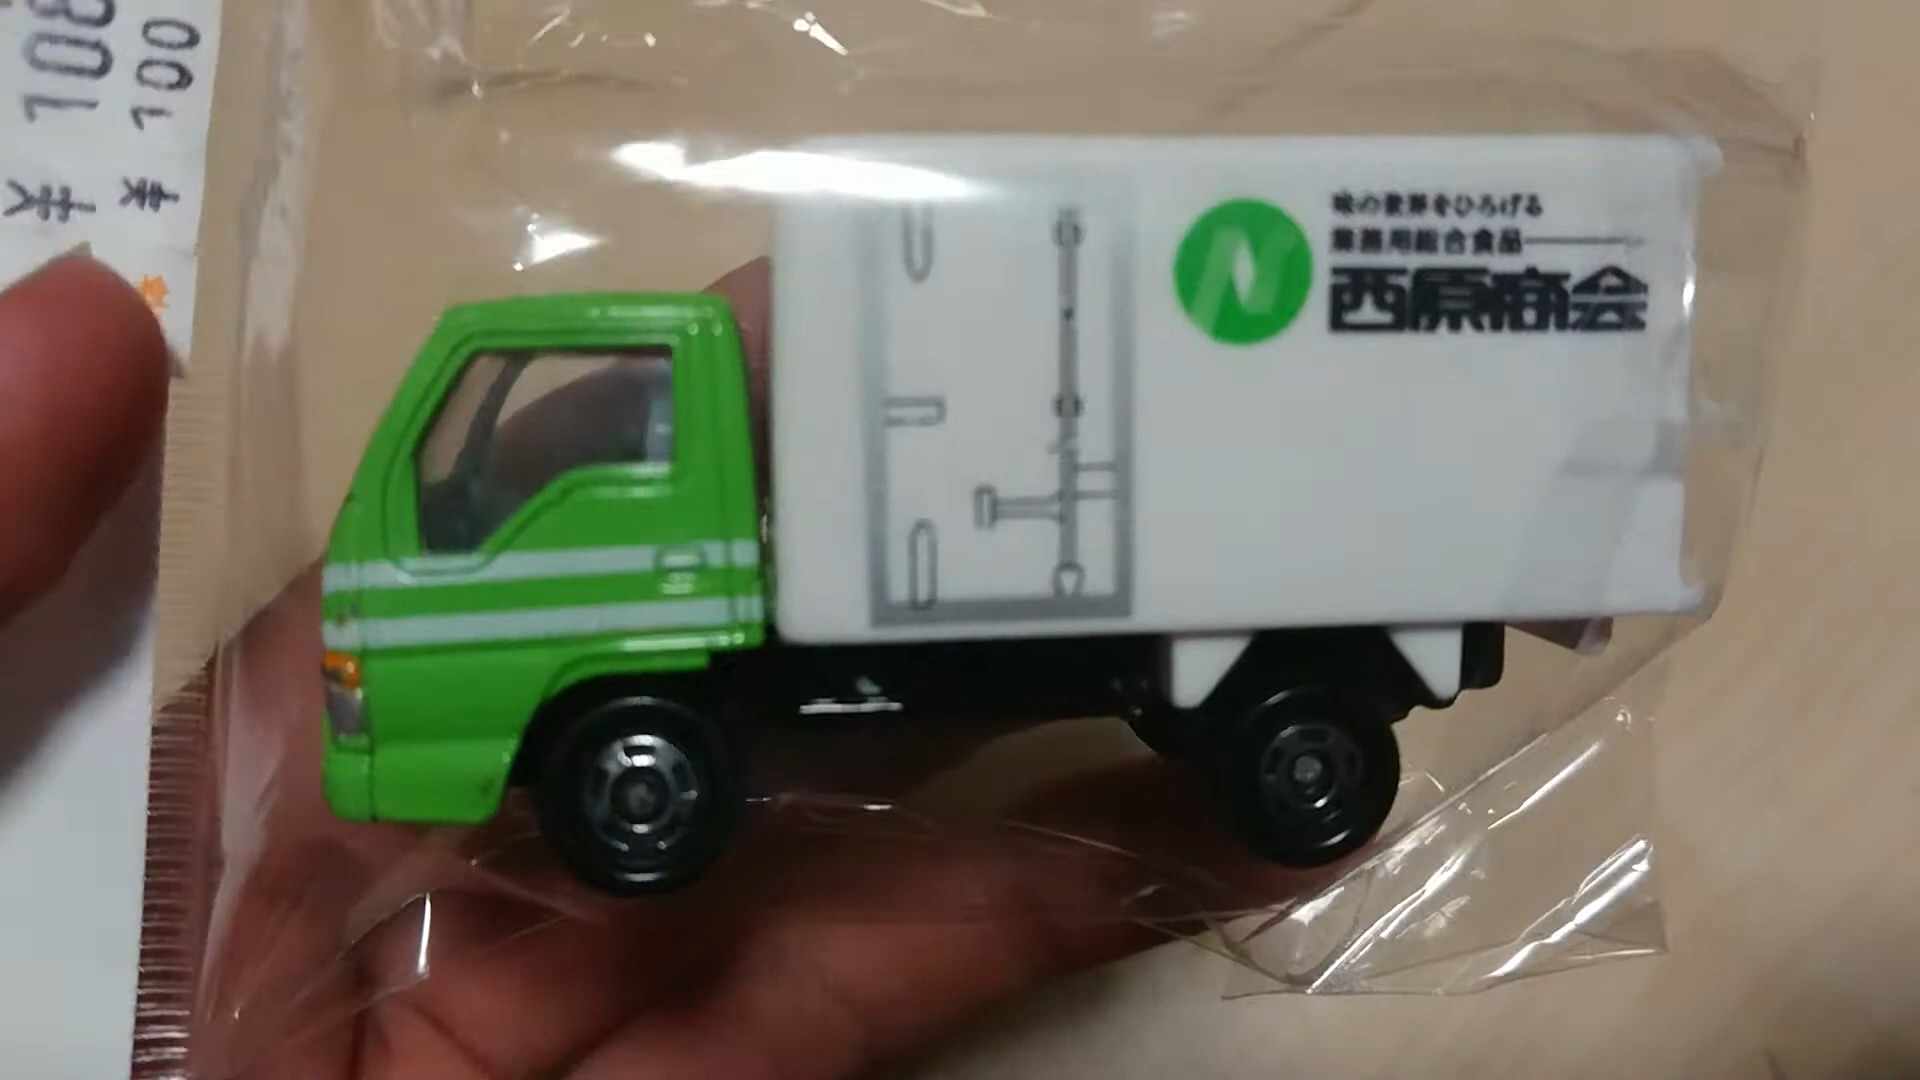 ¥ 108
¥ 100
N
味の世界をひろげる
業務用総合食品
西原商会